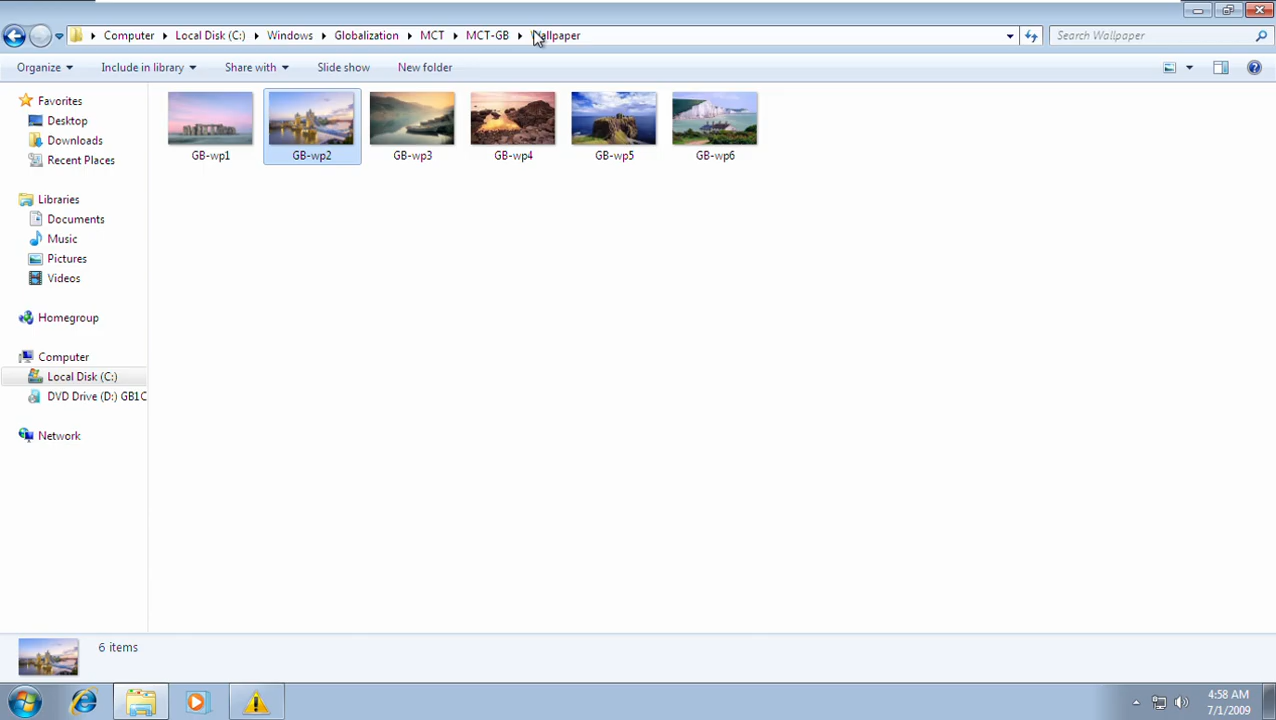 Computer Local Disk (C:) Windows Globalization MCT MCT-GB Wallpaper Search Wallpaper
Organize Include in library Share with Slide show New folder
Favorites
Desktop
Downloads
Recent Places
Libraries
Documents
Music
Pictures
Videos
Homegroup
Computer
Local Disk (C:)
DVD Drive (D:) GB1C
Network
GB-wp1 GB-wp2 GB-wp3 GB-wp4 GB-wp5 GB-wp6
6 items
4:58 AM
7/1/2009